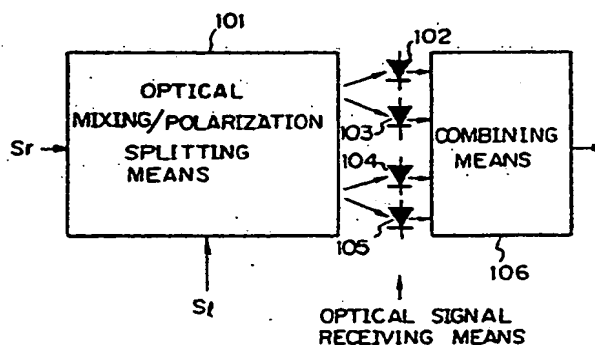 101
102
OPTICAL
MIXING/POLARIZATION
SPLITTING
MEANS
103
104
105
COMBINING
MEANS
106
Sr
Sℓ
OPTICAL SIGNAL
RECEIVING MEANS